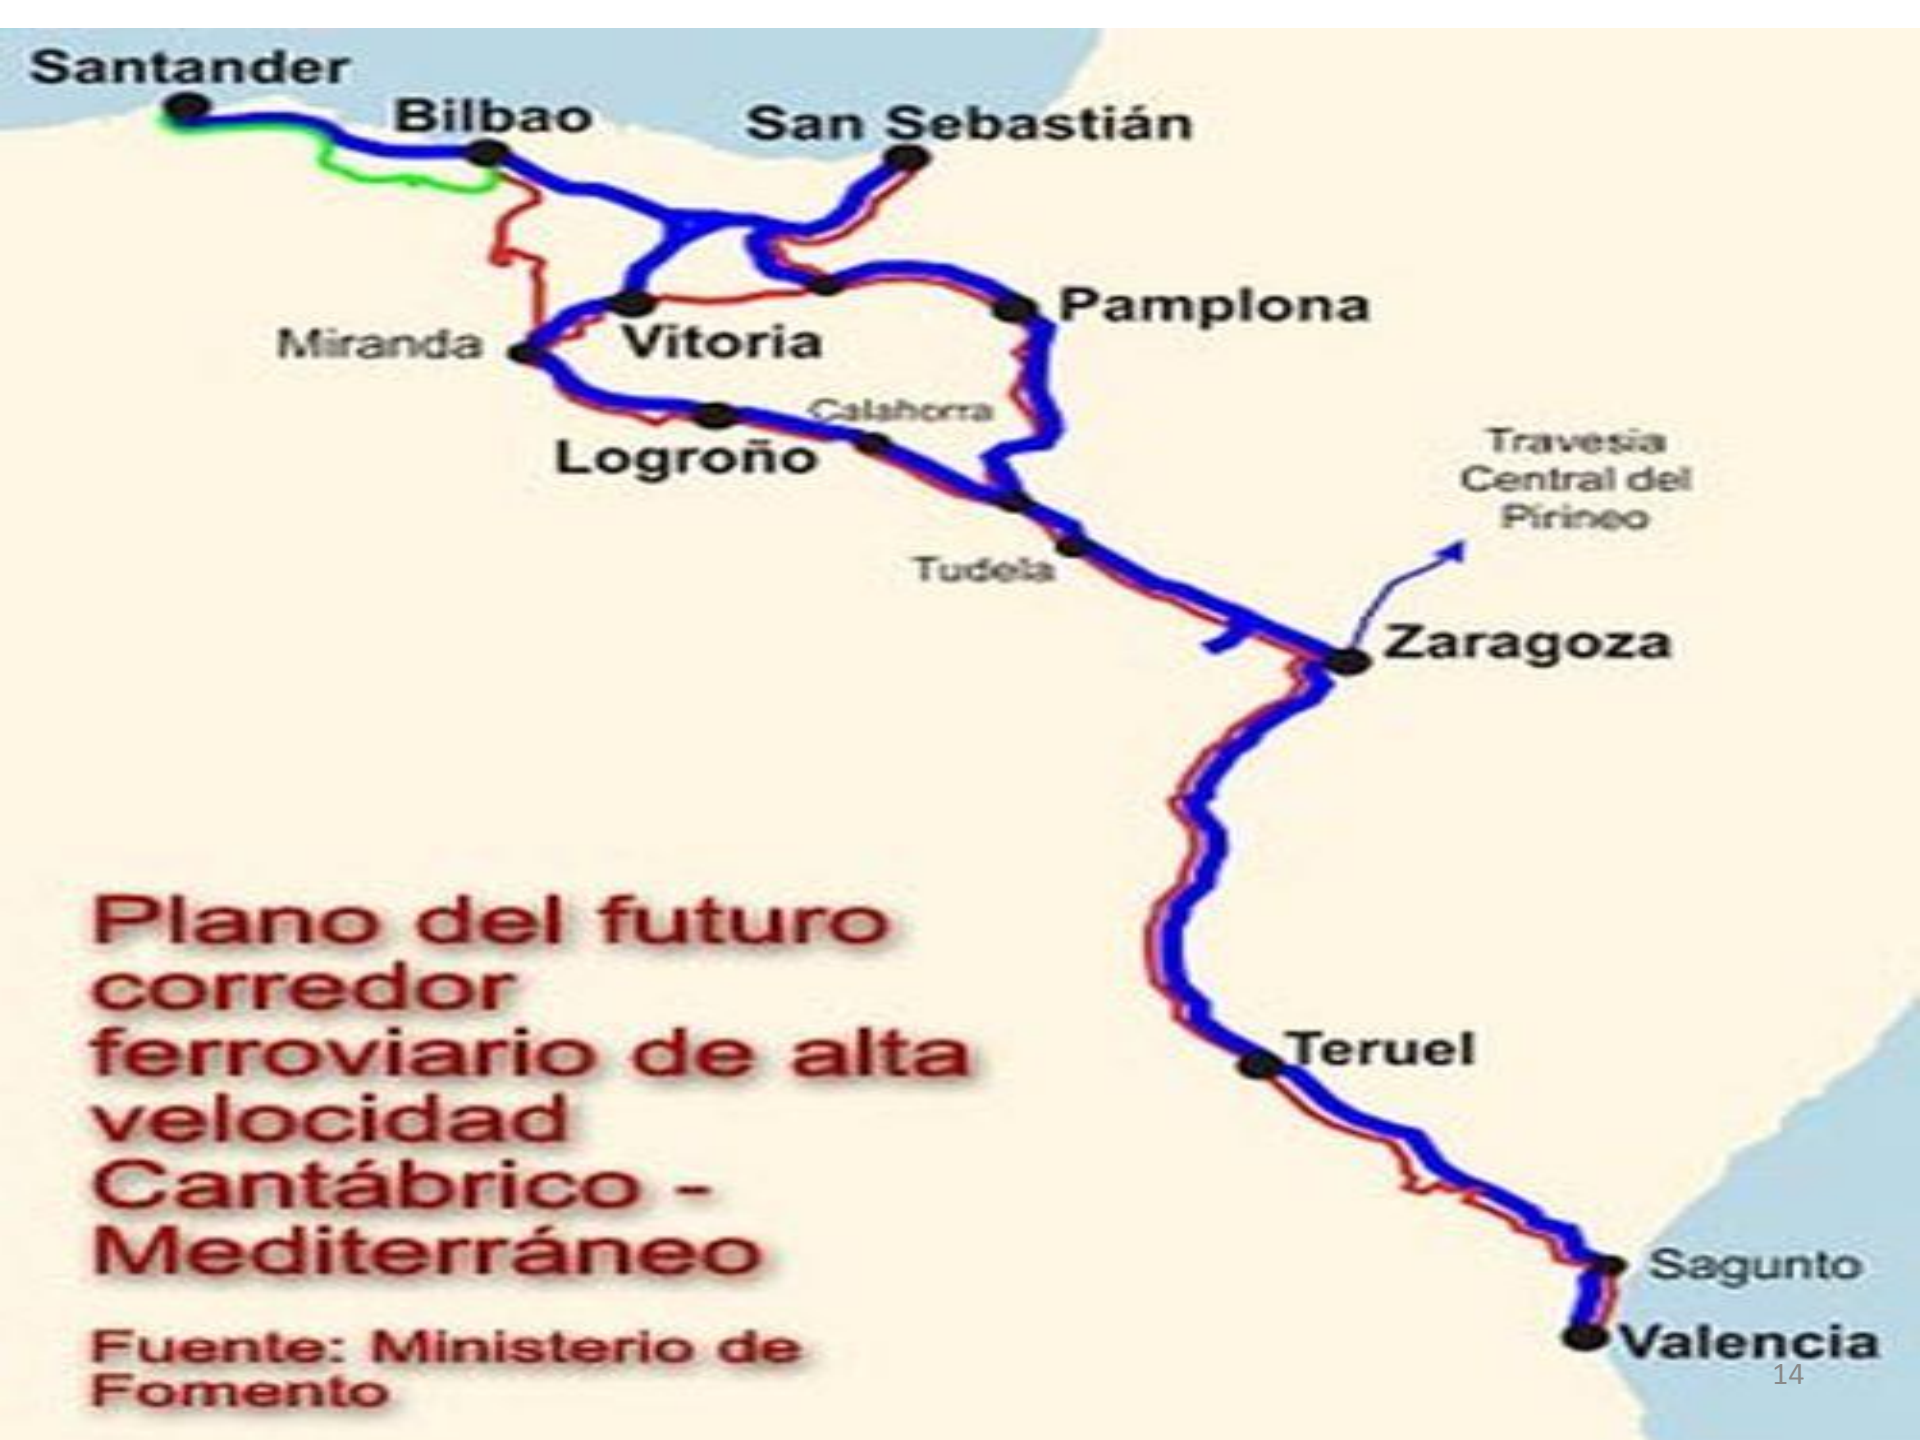 Santander
Bilbao
San Sebastián
Pamplona
Miranda
Vitoria
Calahorra
Logroño
Travesia
Central del
Pirineo
Tudela
Zaragoza
Plano del futuro
corredor
ferroviario de alta
velocidad
Cantábrico -
Mediterráneo
Fuente: Ministerio de
Fomento
Teruel
Sagunto
Valencia
14